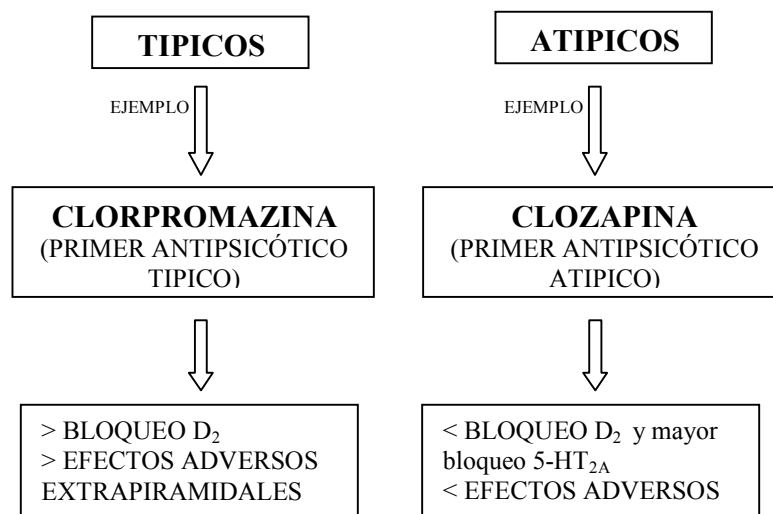 TIPICOS
EJEMPLO
CLORPROMAZINA
(PRIMER ANTIPSICÓTICO
TIPICO)
> BLOQUEO D₂
> EFECTOS ADVERSOS
EXTRAPIRAMIDALES
ATIPICOS
EJEMPLO
CLOZAPINA
(PRIMER ANTIPSICÓTICO
ATIPICO)
< BLOQUEO D₂ y mayor
bloqueo 5-HT₂A
< EFECTOS ADVERSOS